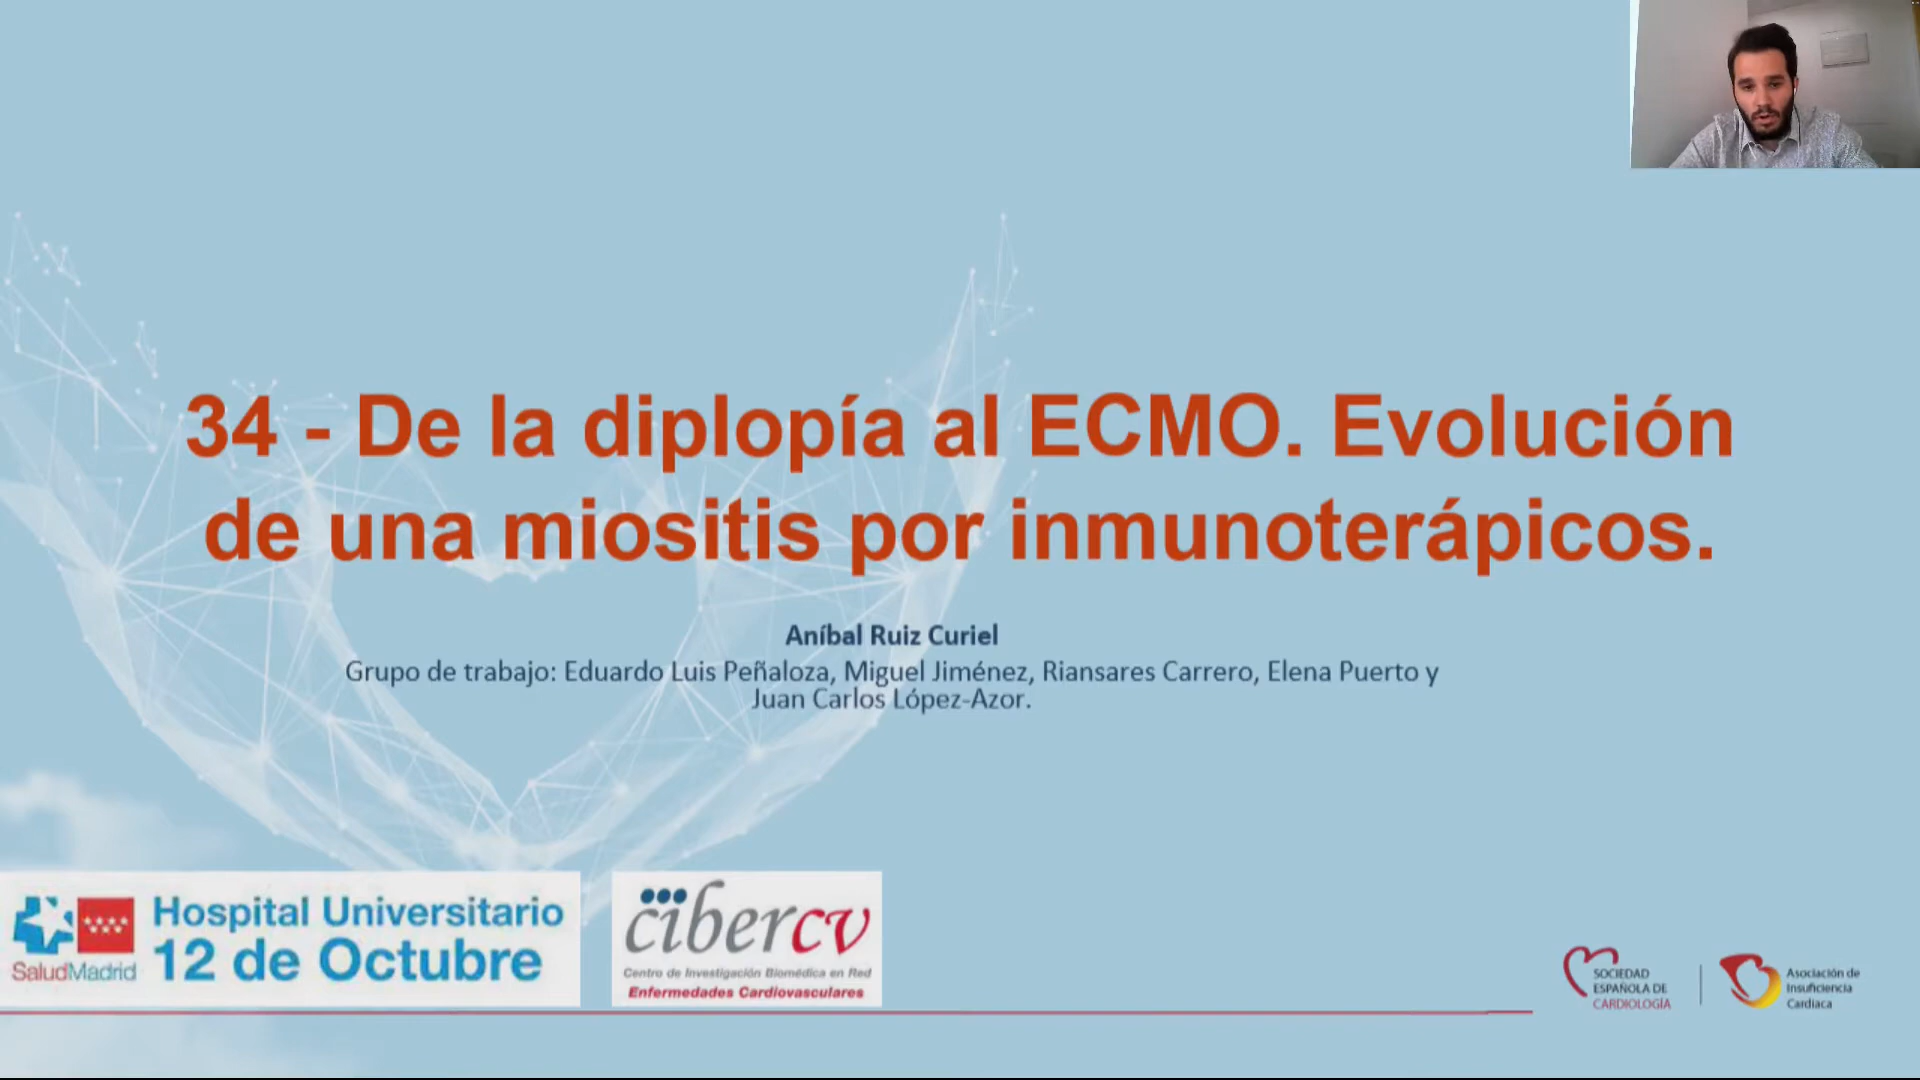 34 - De la diplopía al ECMO. Evolución
de una miositis por inmunoterápicos.
Aníbal Ruiz Curiel
Grupo de trabajo: Eduardo Luis Peñaloza, Miguel Jiménez, Riansares Carrero, Elena Puerto y
Juan Carlos López-Azor.
SaludMadrid
Hospital Universitario
12 de Octubre
cibercv
Centro de Investigación Biomédica en Red
Enfermedades Cardiovasculares
SOCIEDAD
ESPAÑOLA DE
CARDIOLOGÍA
Asociación de
Insuficiencia
Cardiaca